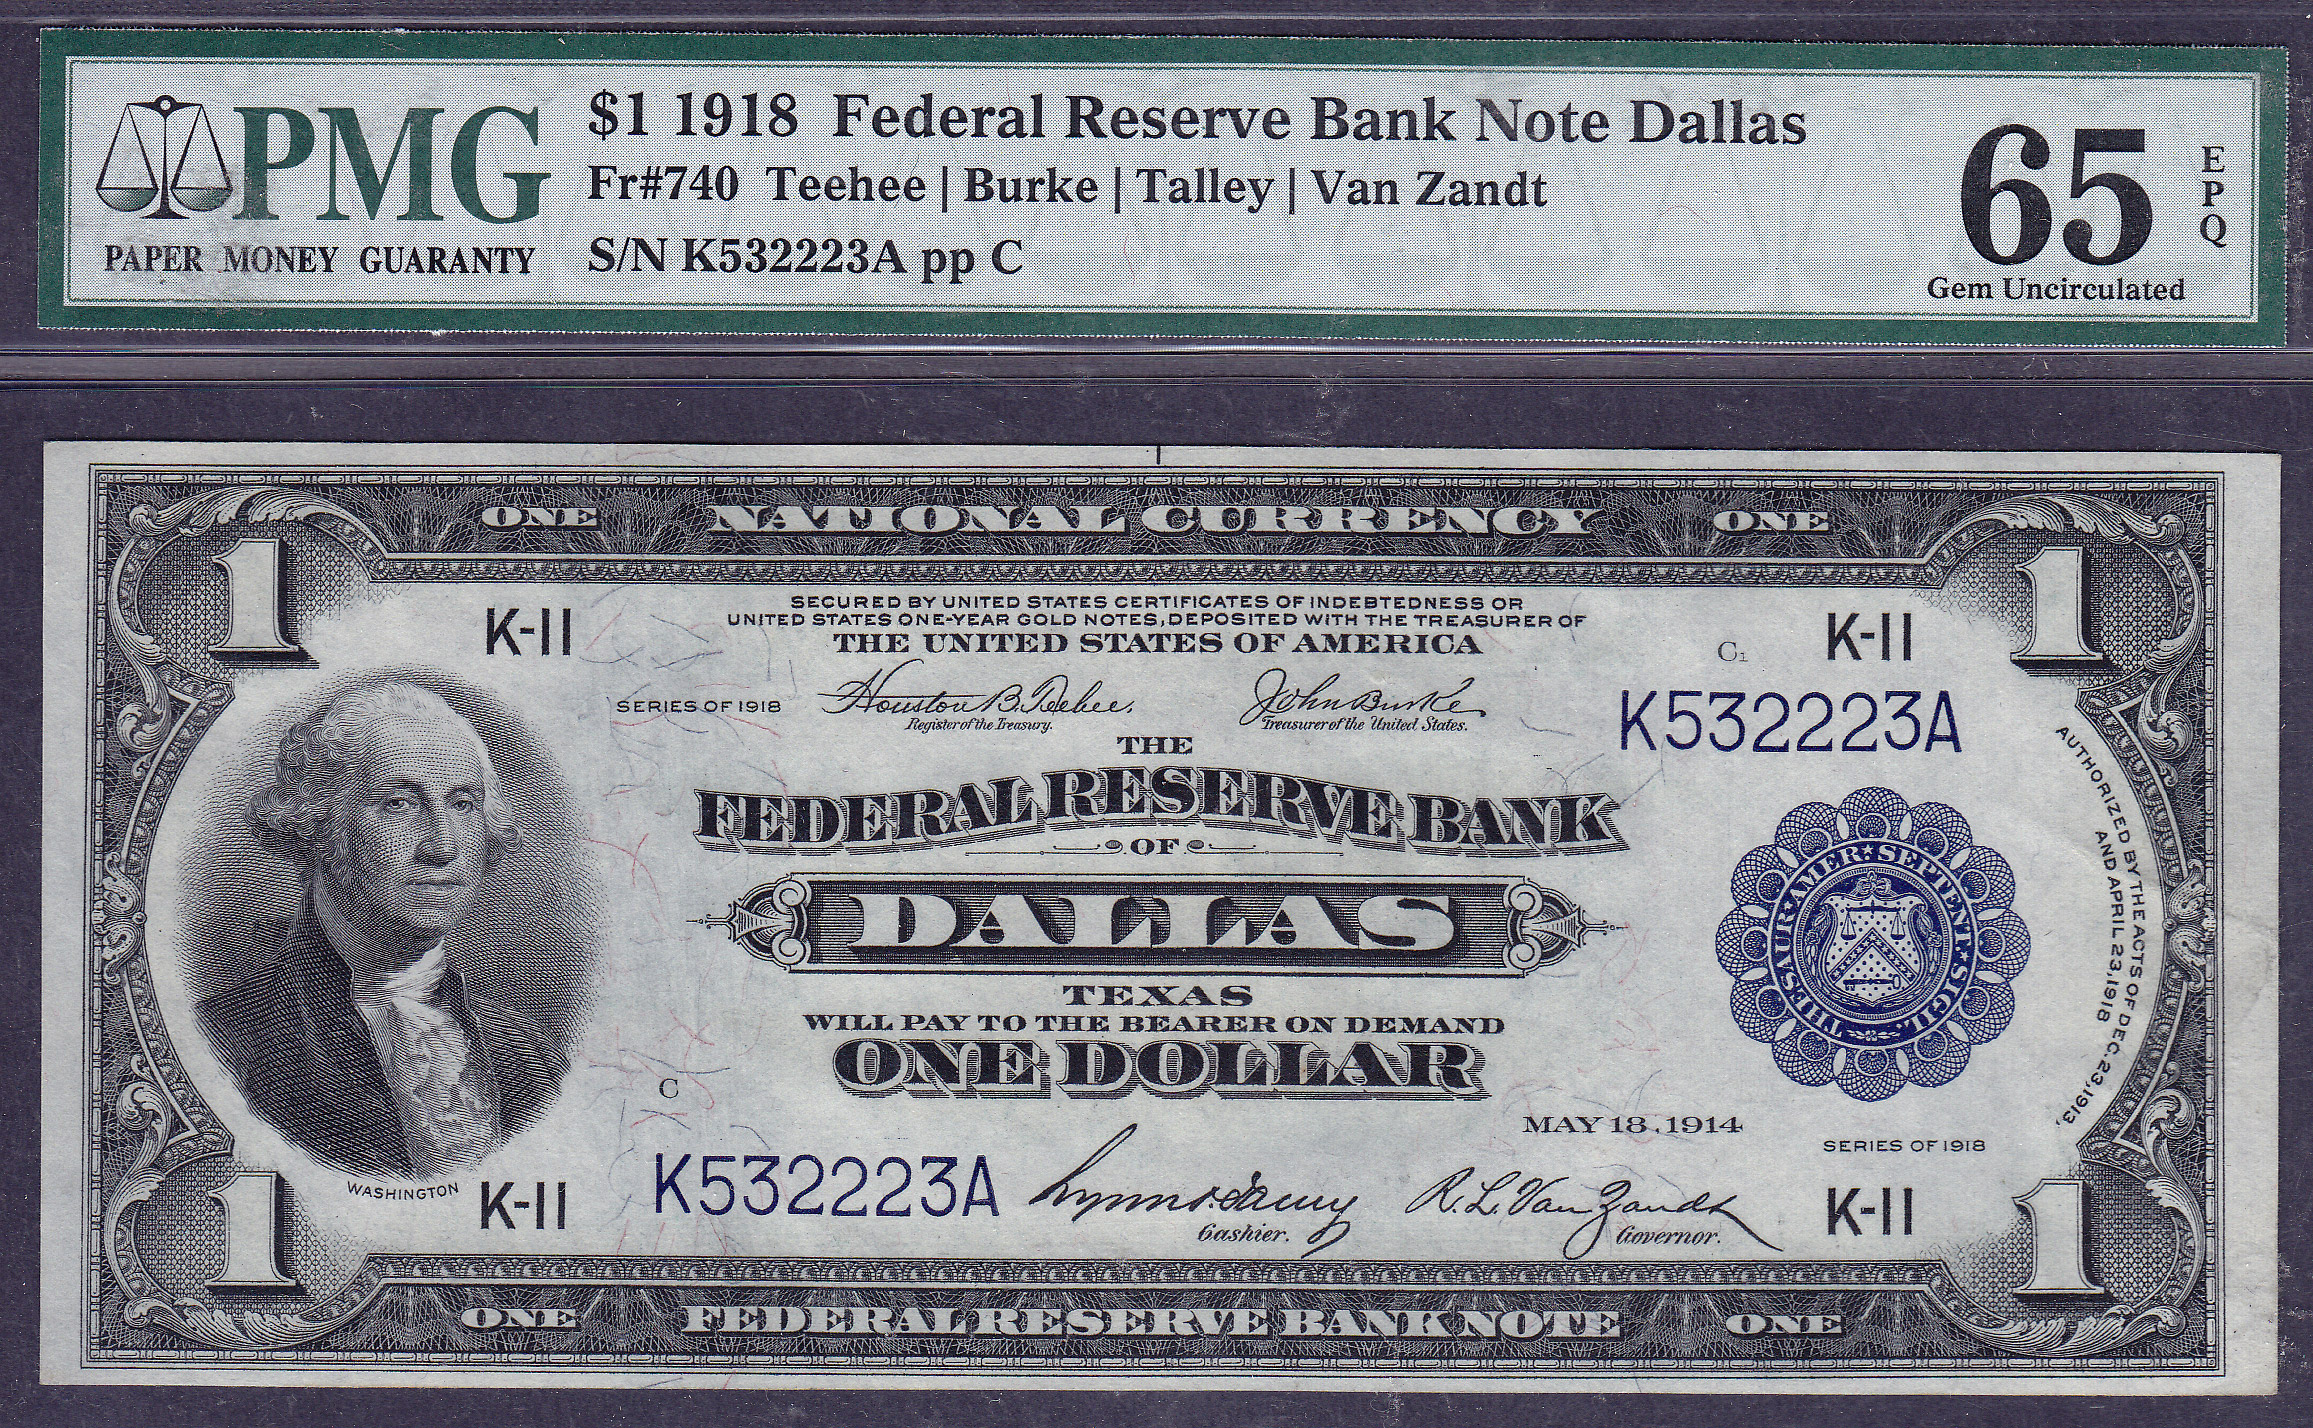 PMG
PAPER MONEY GUARANTY
$1 1918 Federal Reserve Bank Note Dallas
Fr#740 Teehee | Burke | Talley | Van Zandt
S/N K532223A pp C
65
EPQ
Gem Uncirculated
ONE NATIONAL CURRENCY ONE
1
1
SECURED BY UNITED STATES CERTIFICATES OF INDEBTEDNESS OR
UNITED STATES ONE-YEAR GOLD NOTES, DEPOSITED WITH THE TREASURER OF
THE UNITED STATES OF AMERICA
K-11
C1
K-11
SERIES OF 1918
Houston B. Teehee.
Register of the Treasury.
John Burke
Treasurer of the United States.
K532223A
THE
FEDERAL RESERVE BANK
OF
DALLAS
TEXAS
WILL PAY TO THE BEARER ON DEMAND
ONE DOLLAR
THESAUR. AMER. SEPTENT. SIGIL.
AUTHORIZED BY THE ACTS OF DEC. 23, 1913,
AND APRIL 23, 1918
C
MAY 18, 1914
SERIES OF 1918
WASHINGTON
K-11
K532223A
Cashier.
R. L. Van Zandt
Governor.
K-11
1
1
ONE FEDERAL RESERVE BANK NOTE ONE